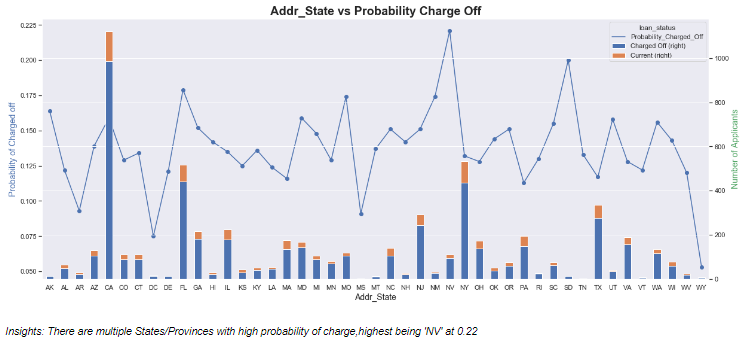 Addr_State vs Probability Charge Off
loan_status
Probability_Charged_Off
Charged Off (right)
Current (right)
0.225
0.200
0.175
0.150
0.125
0.100
0.075
0.050
Probability of Charged off
1000
800
600
400
200
0
Number of Applicants
AK AL AR AZ CA CO CT DC DE FL GA HI IL KS KY LA MA MD MI MN MO MS MT NC NH NJ NM NV NY OH OK OR PA RI SC SD TN TX UT VA VT WA WI WV WY
Addr_State
Insights: There are multiple States/Provinces with high probability of charge,highest being 'NV' at 0.22